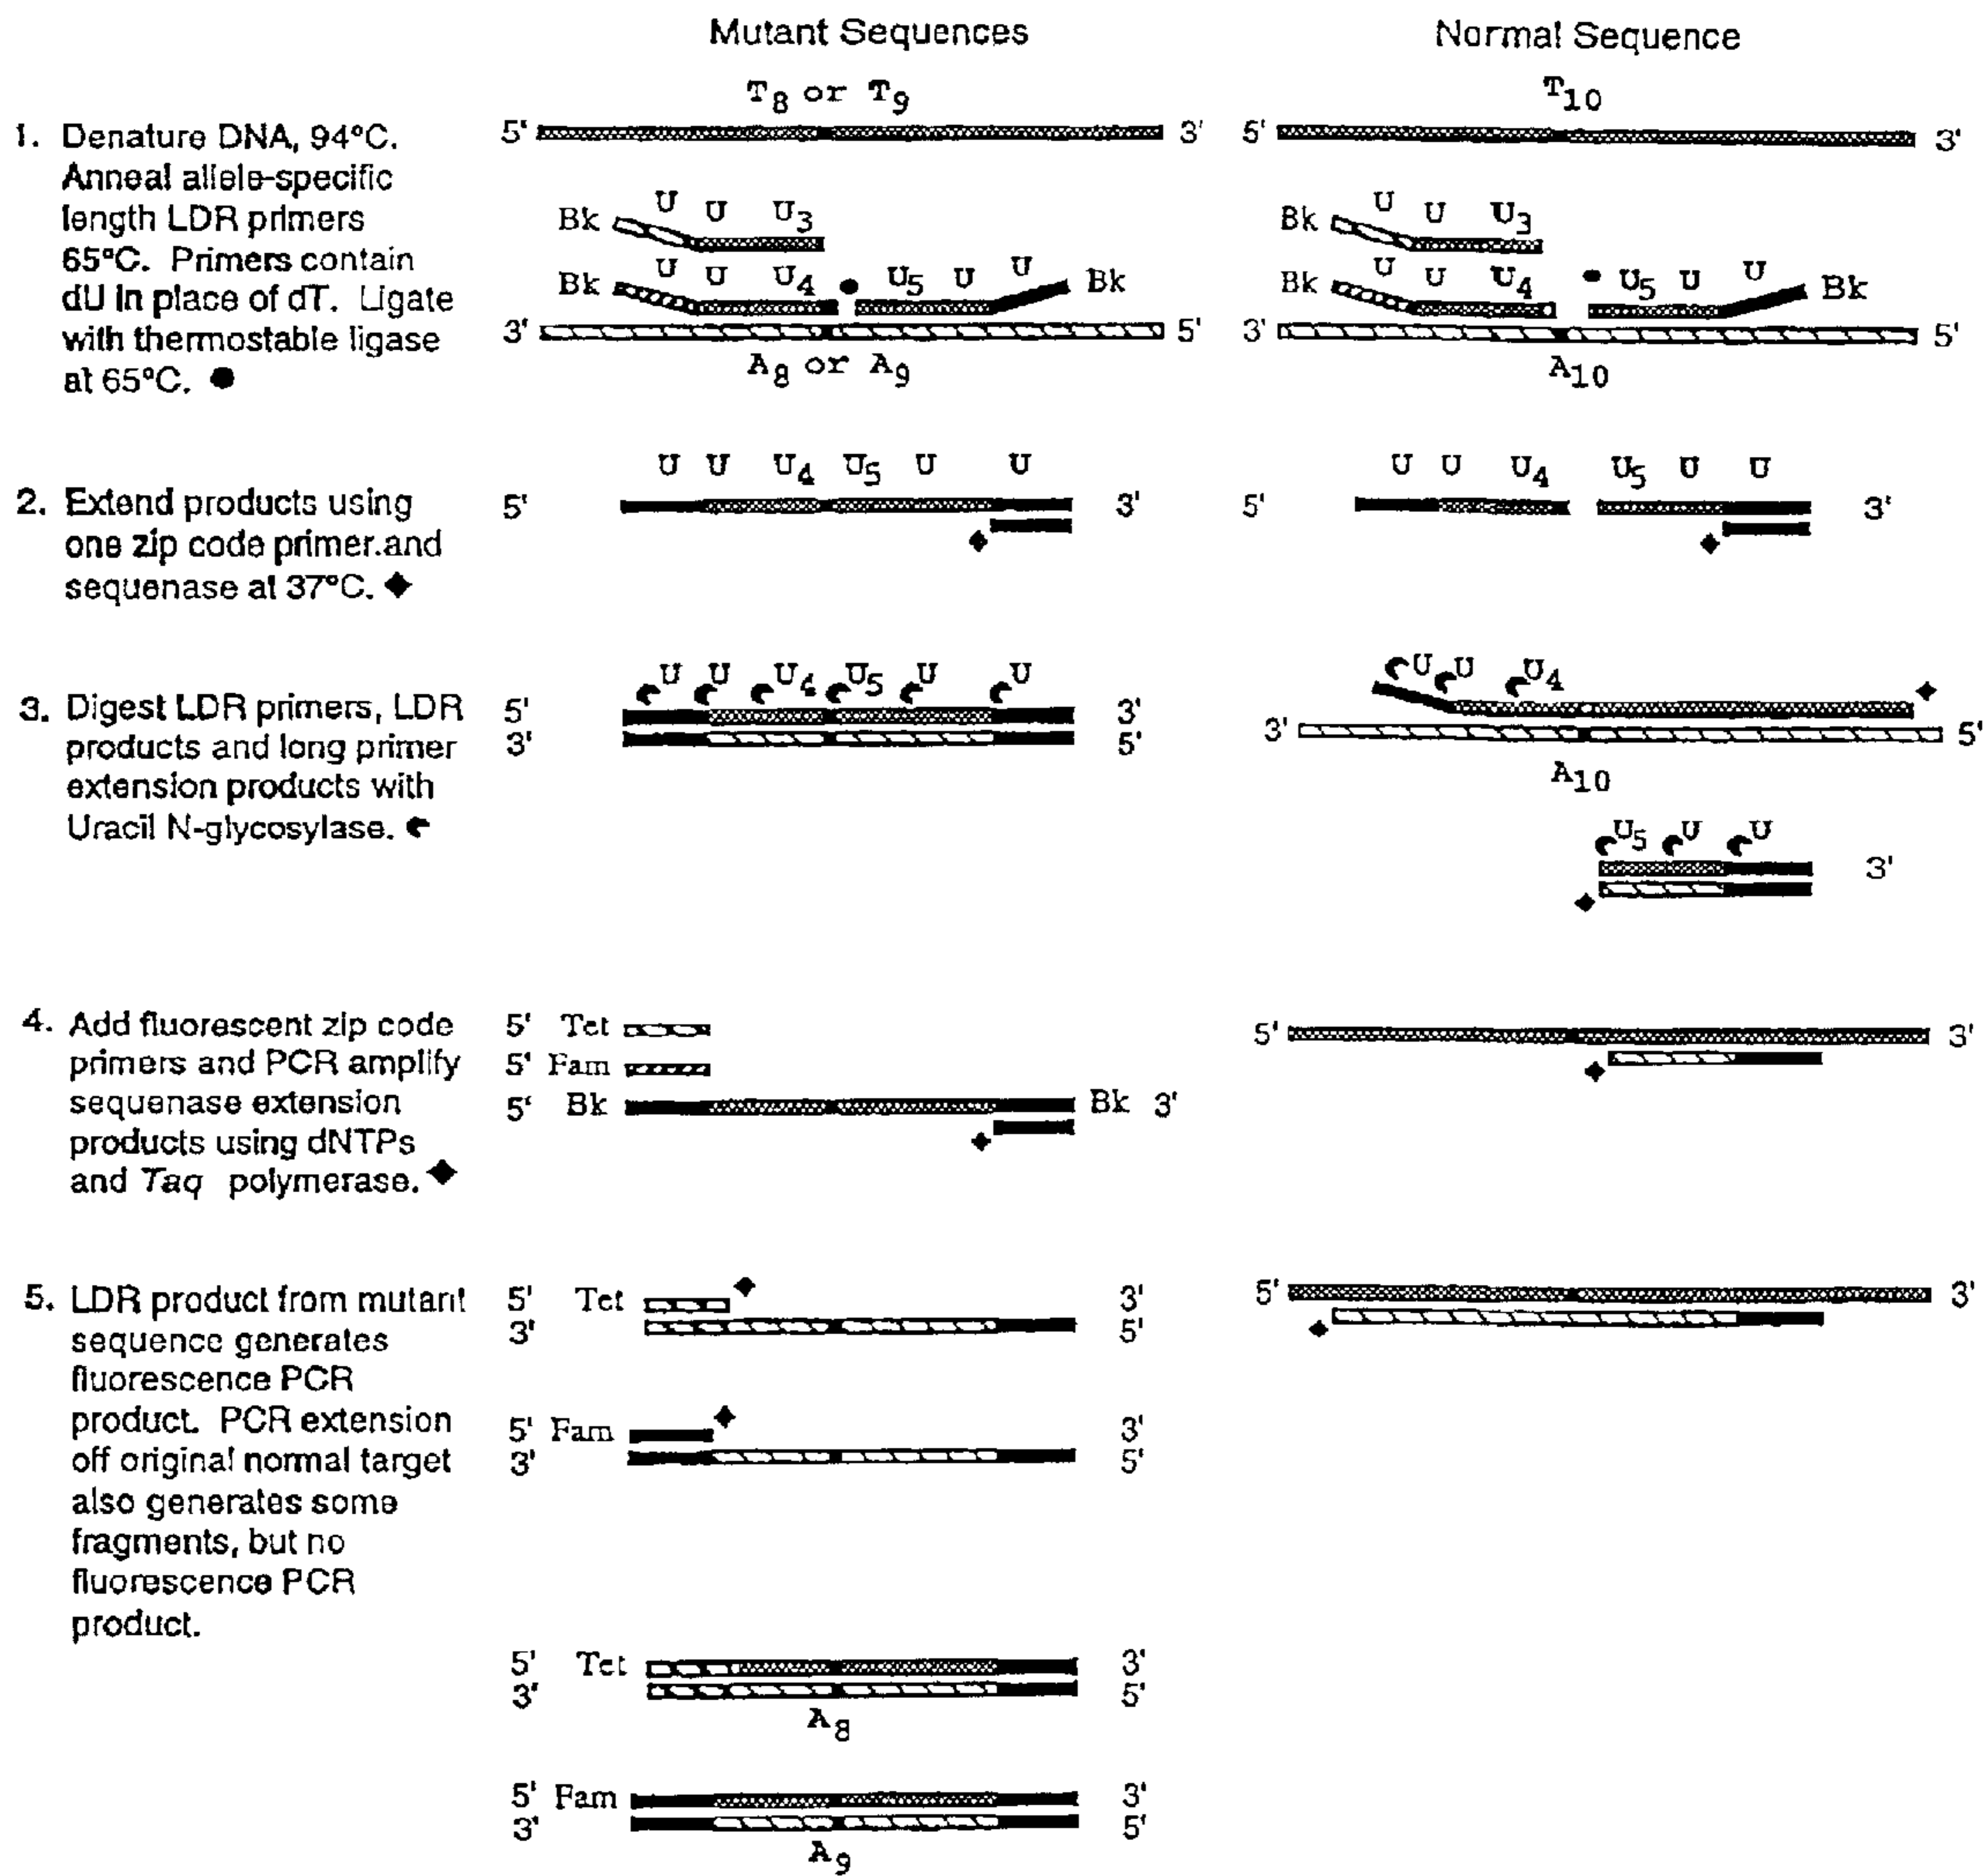 Mutant Sequences
Normal Sequence
1. Denature DNA, 94°C.
Anneal allele-specific
length LDR primers
65°C. Primers contain
dU in place of dT. Ligate
with thermostable ligase
at 65°C. ●
T8 or T9
5' 3'
Bk U U U3
Bk U U U4 ● U5 U U Bk
3' 5'
A8 or A9
T10
5' 3'
Bk U U U3
Bk U U U4 ● U5 U U Bk
3' 5'
A10
2. Extend products using
one zip code primer.and
sequenase at 37°C. ◆
U U U4 U5 U U
5' 3'
U U U4 U5 U U
5' 3'
3. Digest LDR primers, LDR
products and long primer
extension products with
Uracil N-glycosylase.
U U U4 U5 U U
5' 3'
3' 5'
U U U4
3' 5'
A10
U5 U U
3'
4. Add fluorescent zip code
primers and PCR amplify
sequenase extension
products using dNTPs
and Taq polymerase. ◆
5' Tet
5' Fam
5' Bk Bk 3'
5' 3'
5. LDR product from mutant
sequence generates
fluorescence PCR
product. PCR extension
off original normal target
also generates some
fragments, but no
fluorescence PCR
product.
5' Tet 3'
3' 5'
5' Fam 3'
3' 5'
5' 3'
5' Tet 3'
3' 5'
A8
5' Fam 3'
3' 5'
A9